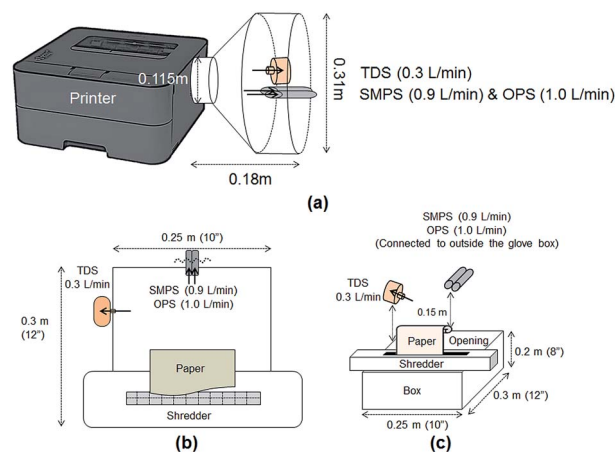 Printer
0.115m
0.31m
0.18m
TDS (0.3 L/min)
SMPS (0.9 L/min) & OPS (1.0 L/min)
(a)
0.25 m (10”)
TDS
0.3 L/min
SMPS (0.9 L/min)
OPS (1.0 L/min)
0.3 m
(12”)
Paper
Shredder
(b)
SMPS (0.9 L/min)
OPS (1.0 L/min)
(Connected to outside the glove box)
TDS
0.3 L/min
0.15 m
Paper
Opening
Shredder
0.2 m (8”)
Box
0.3 m (12”)
0.25 m (10”)
(c)